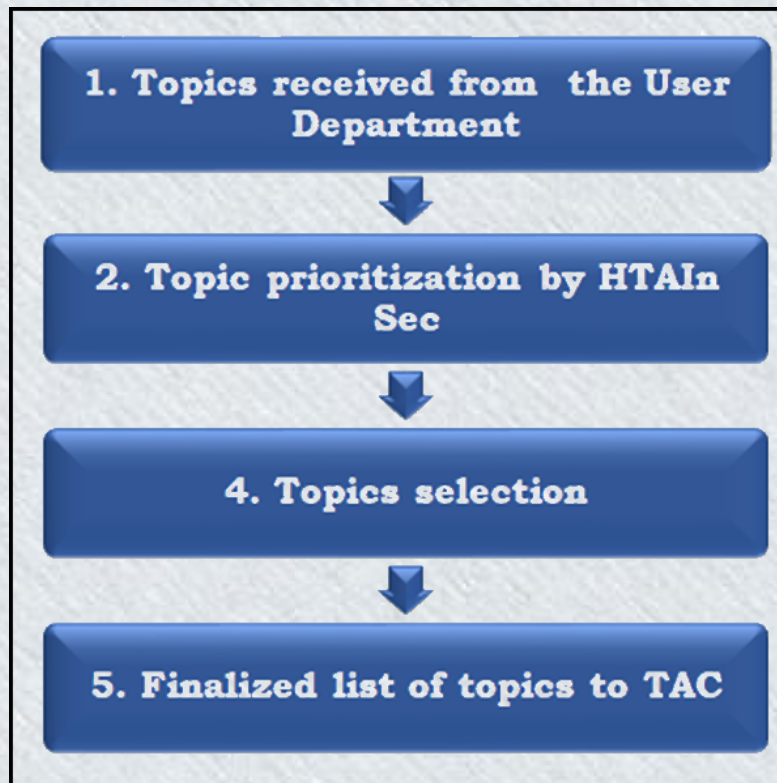 1. Topics received from the User
Department
2. Topic prioritization by HTAIn
Sec
4. Topics selection
5. Finalized list of topics to TAC